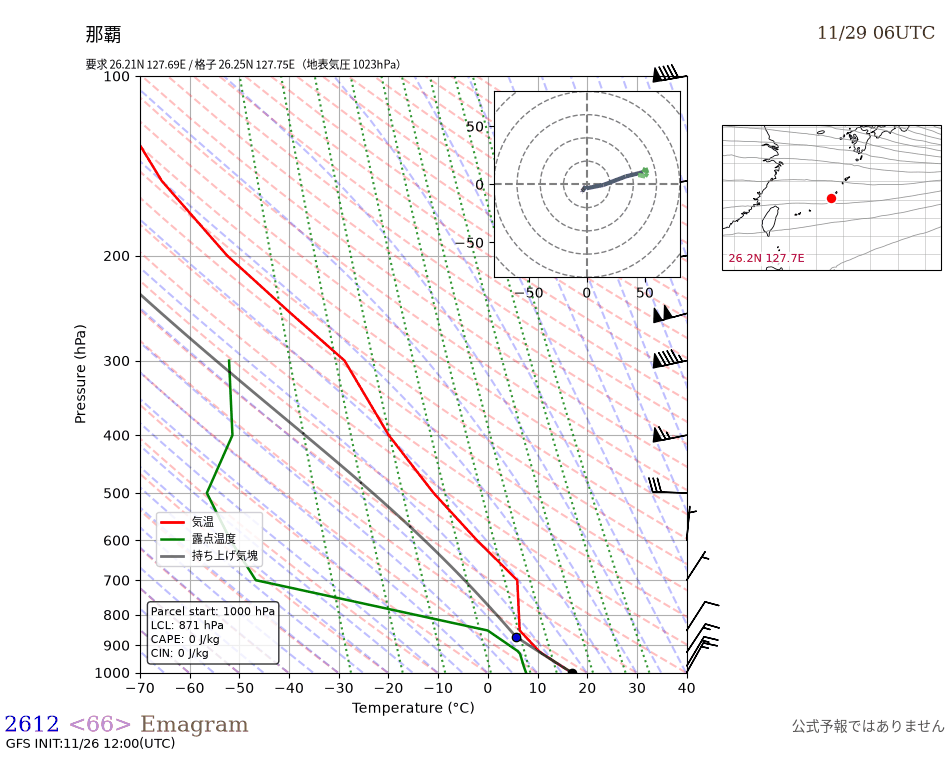 那覇
11/29 06UTC
要求 26.21N 127.69E / 格子 26.25N 127.75E（地表気圧 1023hPa）
100
200
300
400
500
600
700
800
900
1000
Pressure (hPa)
−70 −60 −50 −40 −30 −20 −10 0 10 20 30 40
Temperature (°C)
50
0
−50
−50 0 50
26.2N 127.7E
気温
露点温度
持ち上げ気塊
Parcel start: 1000 hPa
LCL: 871 hPa
CAPE: 0 J/kg
CIN: 0 J/kg
2612 <66> Emagram
公式予報ではありません
GFS INIT:11/26 12:00(UTC)